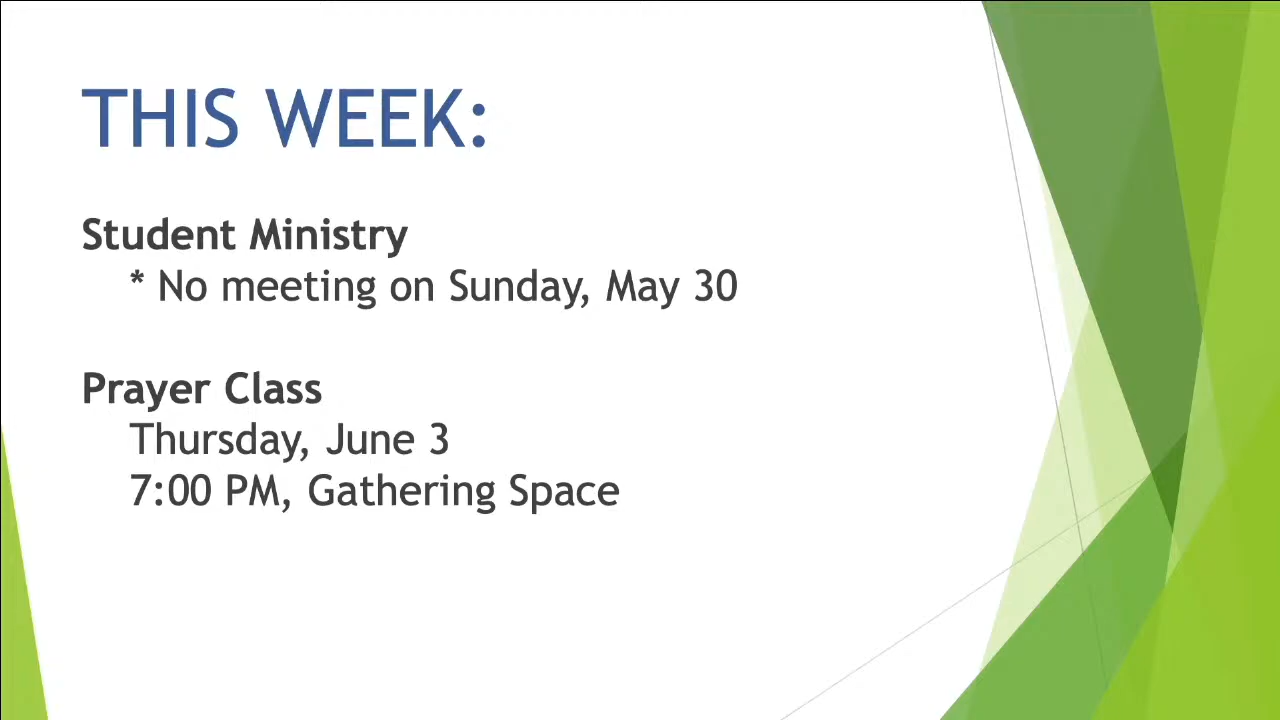 THIS WEEK:
Student Ministry
* No meeting on Sunday, May 30
Prayer Class
Thursday, June 3
7:00 PM, Gathering Space